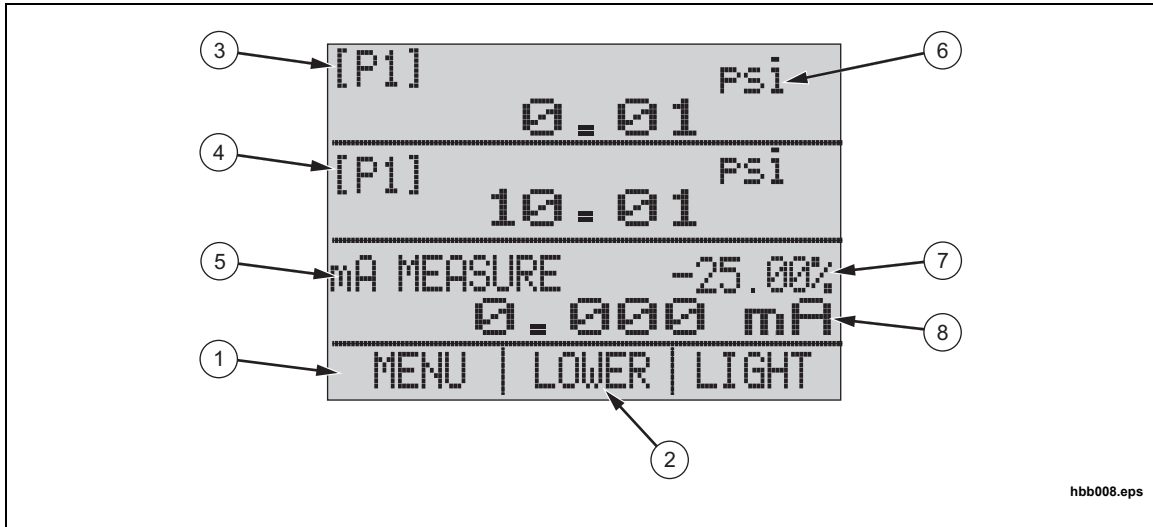 3
[P1]
psi
6
0.01
4
[P1]
psi
10.01
5
mA MEASURE
-25.00%
7
0.000 mA
8
1
MENU | LOWER | LIGHT
2
hbb008.eps